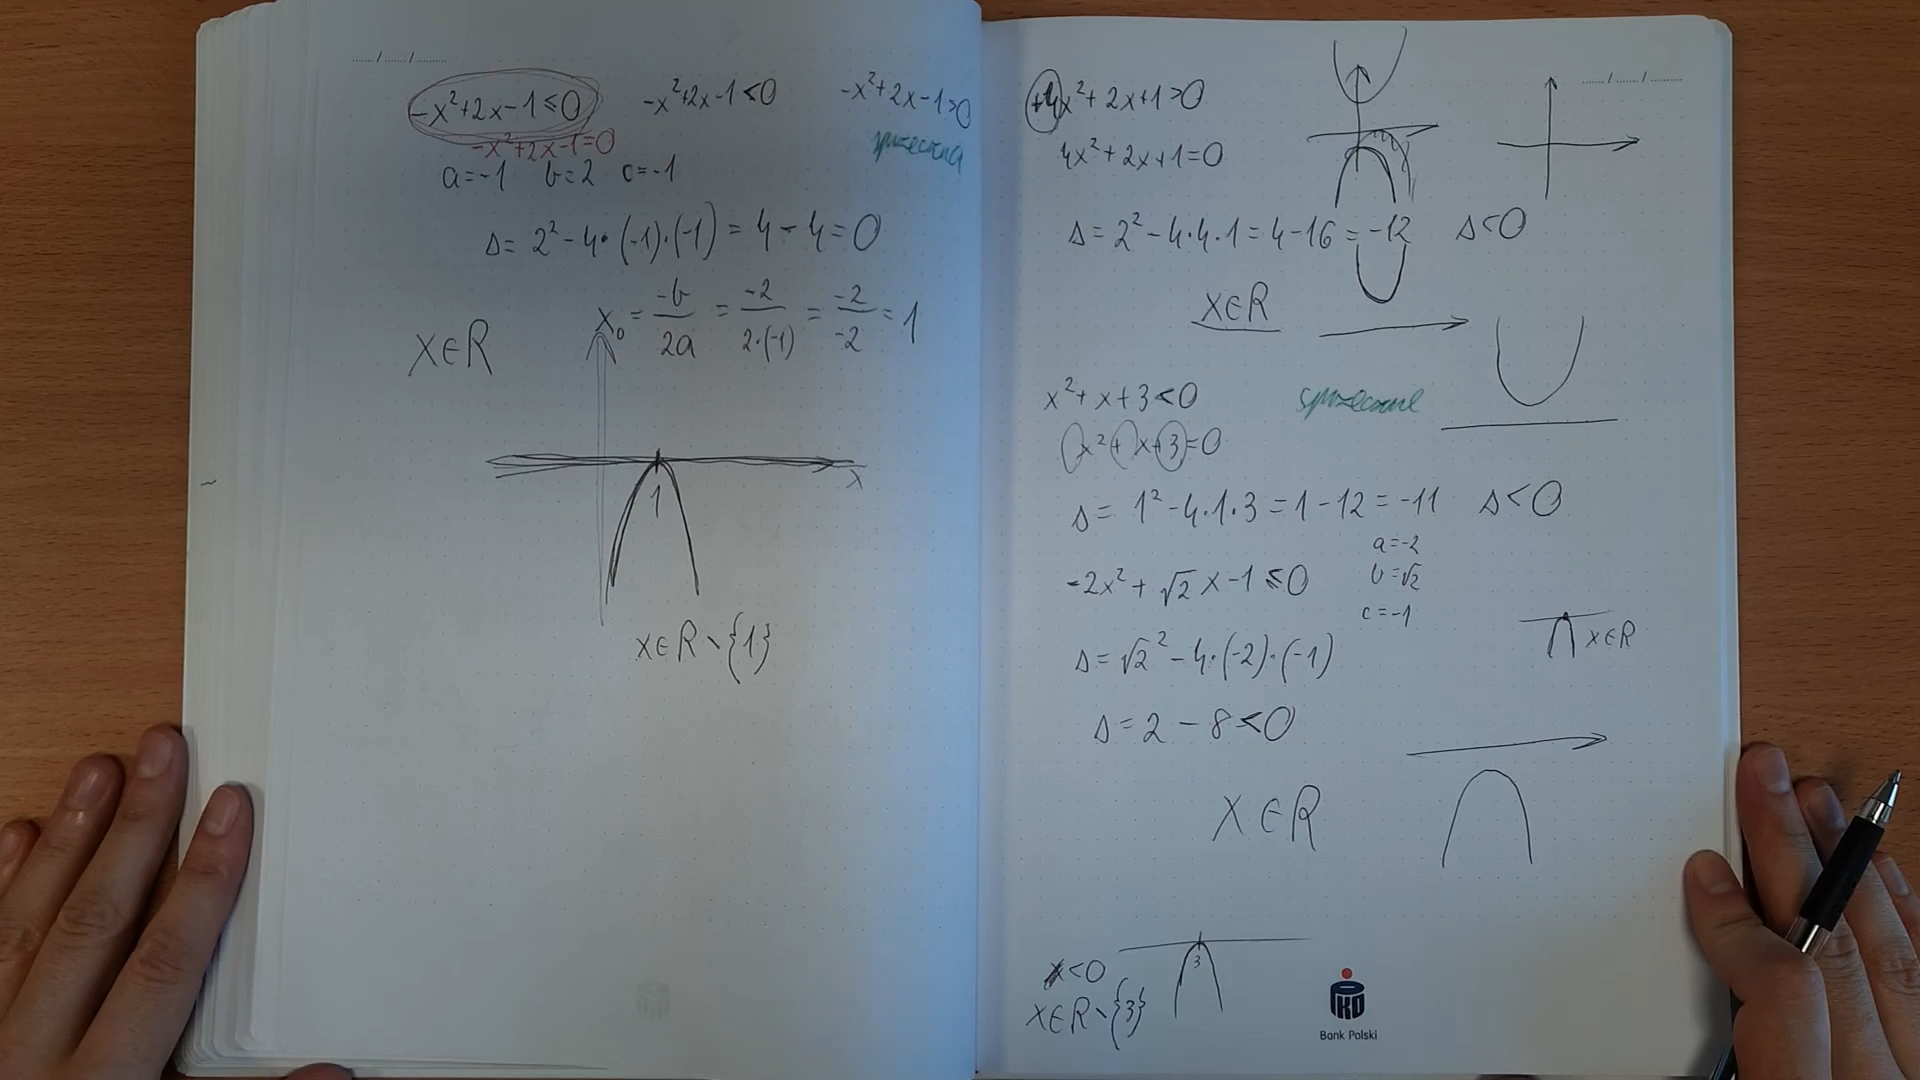 -x²+2x-1≤0 -x²+2x-1<0 -x²+2x-1>0
-x²+2x-1=0 sprzeczna
a=-1 b=2 c=-1
Δ= 2²-4·(-1)·(-1) = 4-4=0
x₀ = -b/2a = -2/2·(-1) = -2/-2 = 1
X∈R
x
1
x∈R \ {1}
+4x²+2x+1>0
4x²+2x+1=0
Δ= 2²-4·4·1=4-16=-12 Δ<0
X∈R
x²+x+3<0 sprzeczne
x²+x+3=0
Δ= 1²-4·1·3=1-12=-11 Δ<0
a=-2
-2x²+√2x-1≤0 b=√2
c=-1
Δ=√2²-4·(-2)·(-1) x∈R
Δ=2-8<0
X∈R
3
x<0
x∈R \ {3}
Bank Polski